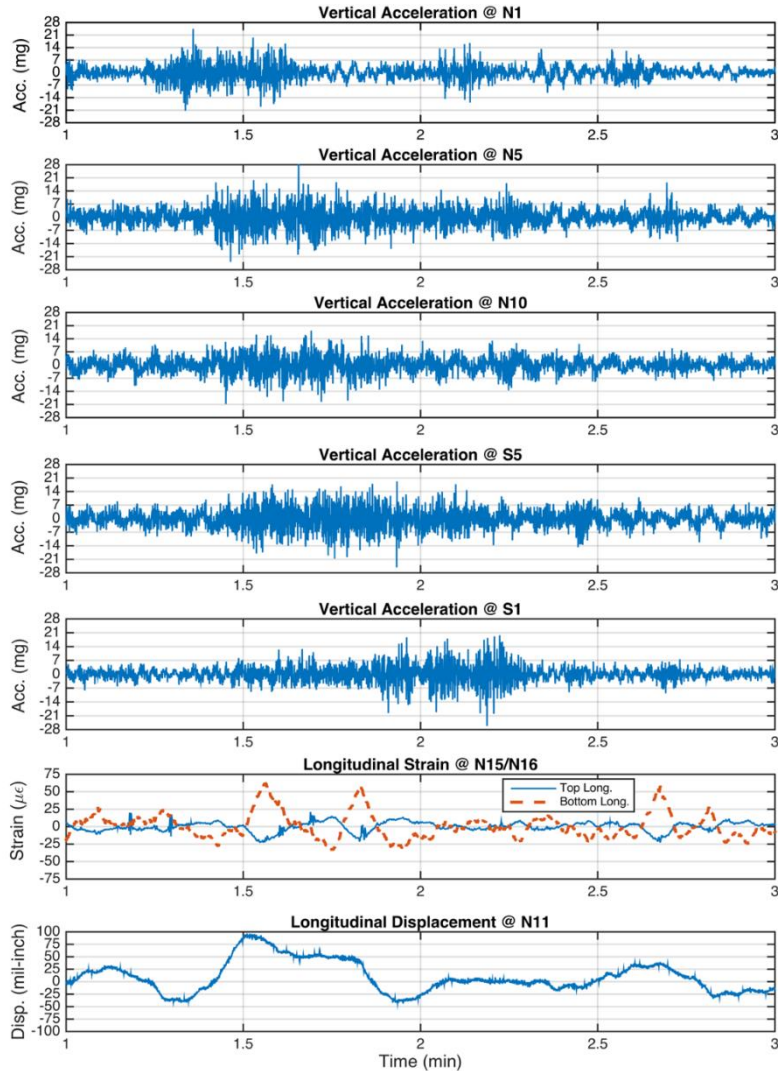 Vertical Acceleration @ N1
Acc. (mg)
28
21
14
7
0
-7
-14
-21
-28
1 1.5 2 2.5 3
Vertical Acceleration @ N5
Acc. (mg)
28
21
14
7
0
-7
-14
-21
-28
1 1.5 2 2.5 3
Vertical Acceleration @ N10
Acc. (mg)
28
21
14
7
0
-7
-14
-21
-28
1 1.5 2 2.5 3
Vertical Acceleration @ S5
Acc. (mg)
28
21
14
7
0
-7
-14
-21
-28
1 1.5 2 2.5 3
Vertical Acceleration @ S1
Acc. (mg)
28
21
14
7
0
-7
-14
-21
-28
1 1.5 2 2.5 3
Longitudinal Strain @ N15/N16
Strain (με)
75
50
25
0
-25
-50
-75
Top Long.
Bottom Long.
1 1.5 2 2.5 3
Longitudinal Displacement @ N11
Disp. (mil-inch)
100
75
50
25
0
-25
-50
-75
-100
1 1.5 2 2.5 3
Time (min)